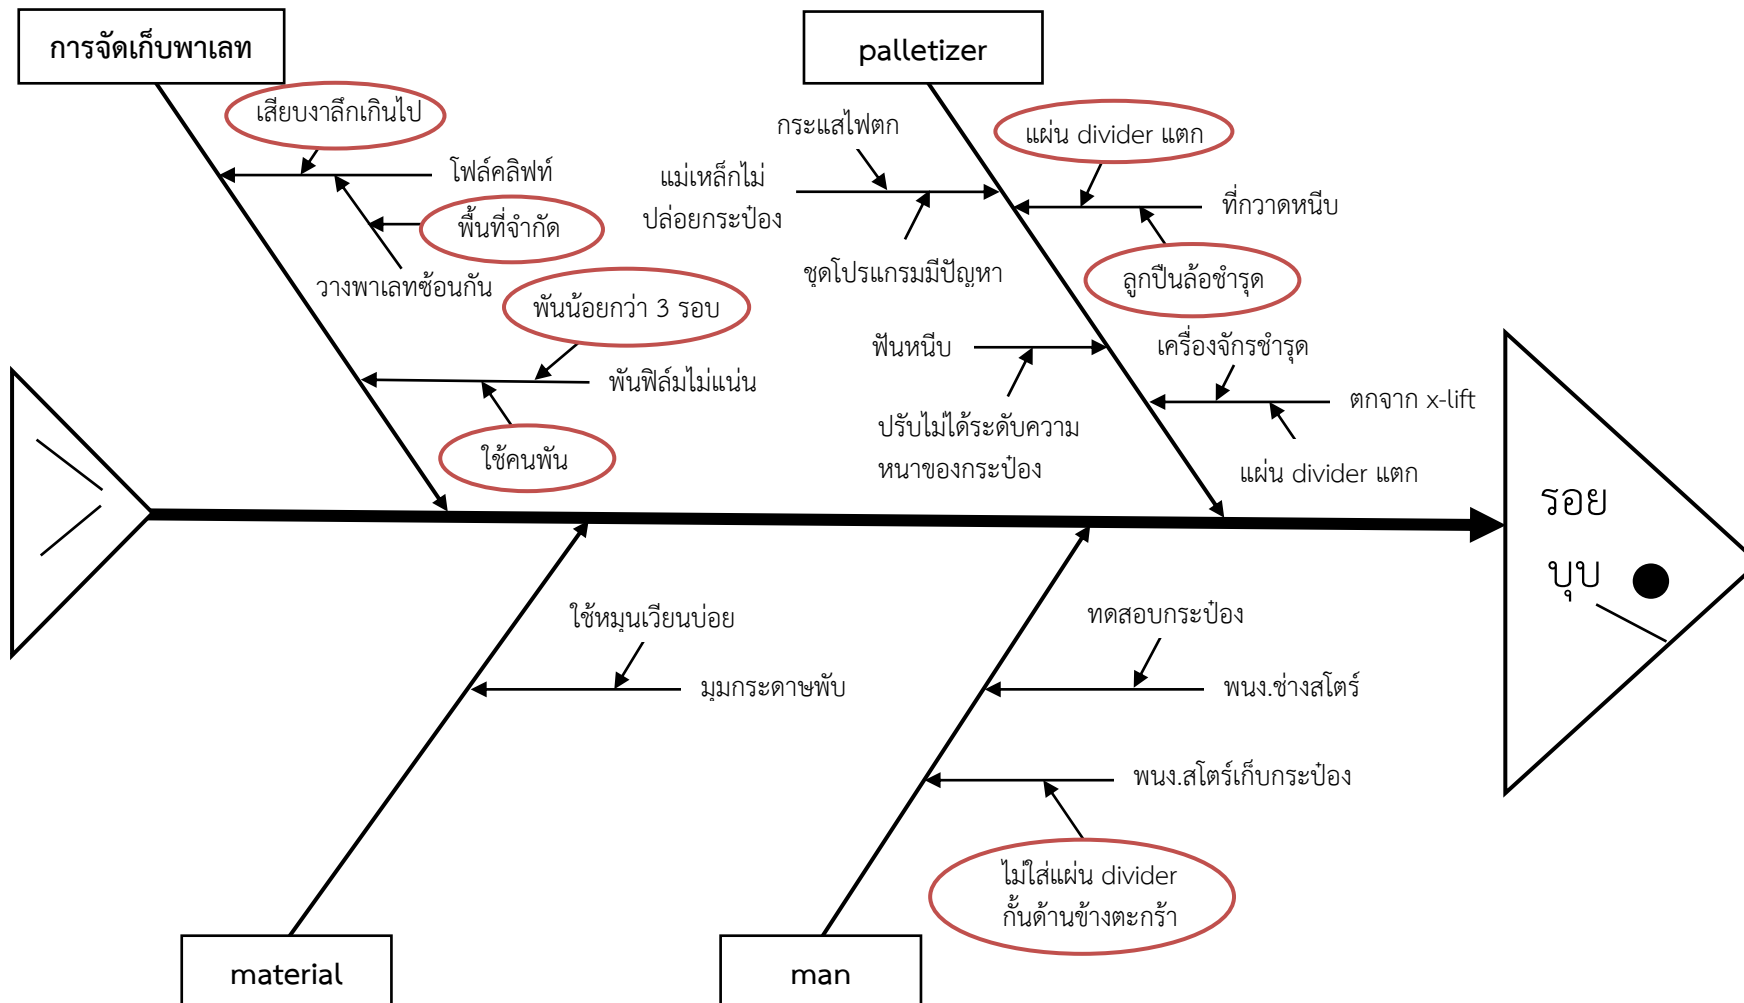 การจัดเก็บพาเลท
เสียบงาลึกเกินไป
โฟล์คลิฟท์
พื้นที่จำกัด
วางพาเลทซ้อนกัน
พันน้อยกว่า 3 รอบ
พันฟิล์มไม่แน่น
ใช้คนพัน
palletizer
กระแสไฟตก
แม่เหล็กไม่
ปล่อยกระป๋อง
ชุดโปรแกรมมีปัญหา
แผ่น divider แตก
ที่กวาดหนีบ
ลูกปืนล้อชำรุด
ฟันหนีบ
ปรับไม่ได้ระดับความ
หนาของกระป๋อง
เครื่องจักรชำรุด
ตกจาก x-lift
แผ่น divider แตก
รอย
บุบ
ใช้หมุนเวียนบ่อย
มุมกระดาษพับ
material
ทดสอบกระป๋อง
พนง.ช่างสโตร์
พนง.สโตร์เก็บกระป๋อง
ไม่ใส่แผ่น divider
กั้นด้านข้างตะกร้า
man